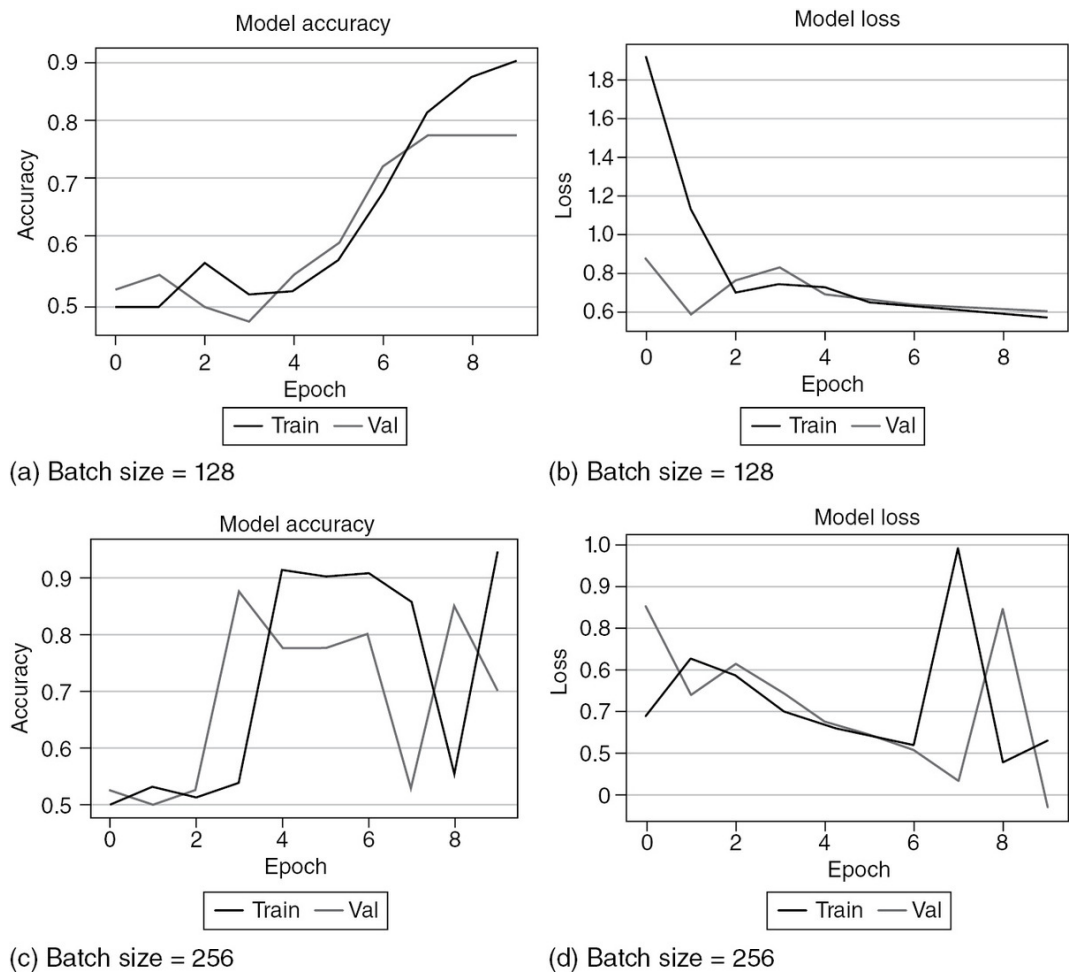 Model accuracy
Accuracy
0.9
0.8
0.7
0.6
0.5
0 2 4 6 8
Epoch
Train Val
(a) Batch size = 128
Model loss
Loss
1.8
1.6
1.4
1.2
1.0
0.8
0.6
0 2 4 6 8
Epoch
Train Val
(b) Batch size = 128
Model accuracy
Accuracy
0.9
0.8
0.7
0.6
0.5
0 2 4 6 8
Epoch
Train Val
(c) Batch size = 256
Model loss
Loss
1.0
0.9
0.8
0.6
0.7
0.5
0
0 2 4 6 8
Epoch
Train Val
(d) Batch size = 256